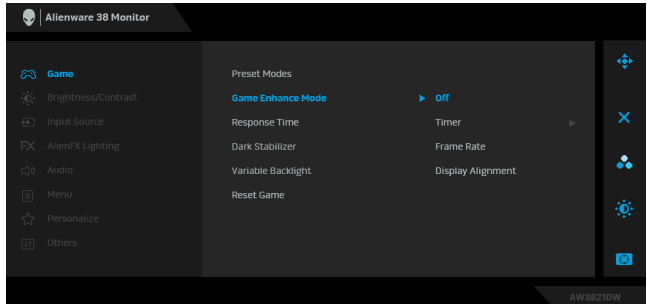 Alienware 38 Monitor
Game
Preset Modes
Brightness/Contrast
Game Enhance Mode
Off
Input Source
Response Time
Timer
AlienFX Lighting
Dark Stabilizer
Frame Rate
Audio
Variable Backlight
Display Alignment
Menu
Reset Game
Personalize
Others
AW3821DW